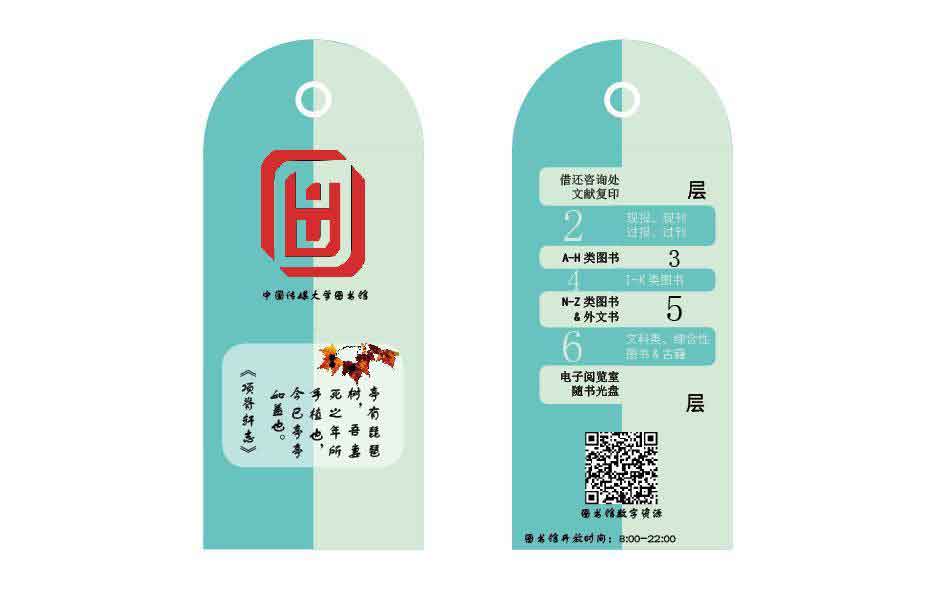 中国传媒大学图书馆
亭有琵琶
树，吾妻
死之年所
手植也，
今已亭亭
如盖也。
《项脊轩志》
借还咨询处
文献复印
层
2
现报、现刊
过报、过刊
A-H 类图书 3
4 I-K 类图书
N-Z 类图书
& 外文书
5
6
文科类、综合性
图书 & 古籍
电子阅览室
随书光盘
层
图书馆数字资源
图书馆开放时间：8:00-22:00